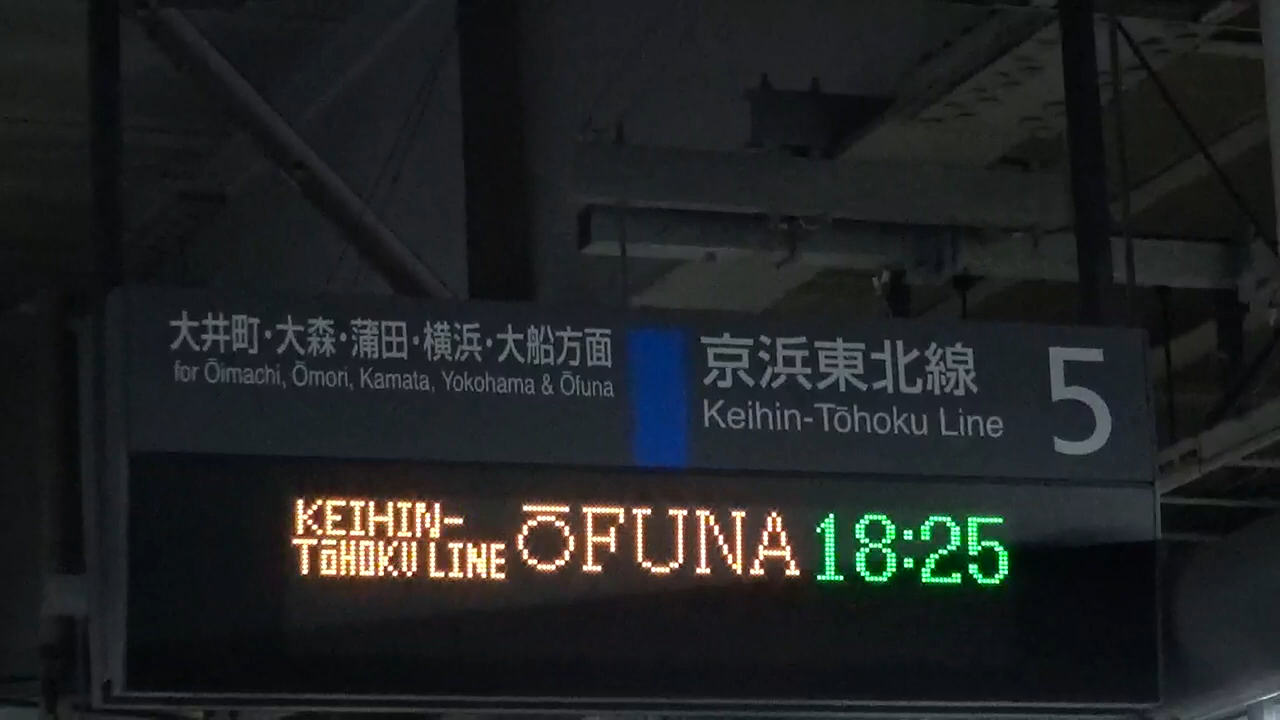 大井町・大森・蒲田・横浜・大船方面
for Ōimachi, Ōmori, Kamata, Yokohama & Ōfuna
京浜東北線
Keihin-Tōhoku Line
5
KEIHIN-
TŌHOKU LINE
ŌFUNA 18:25